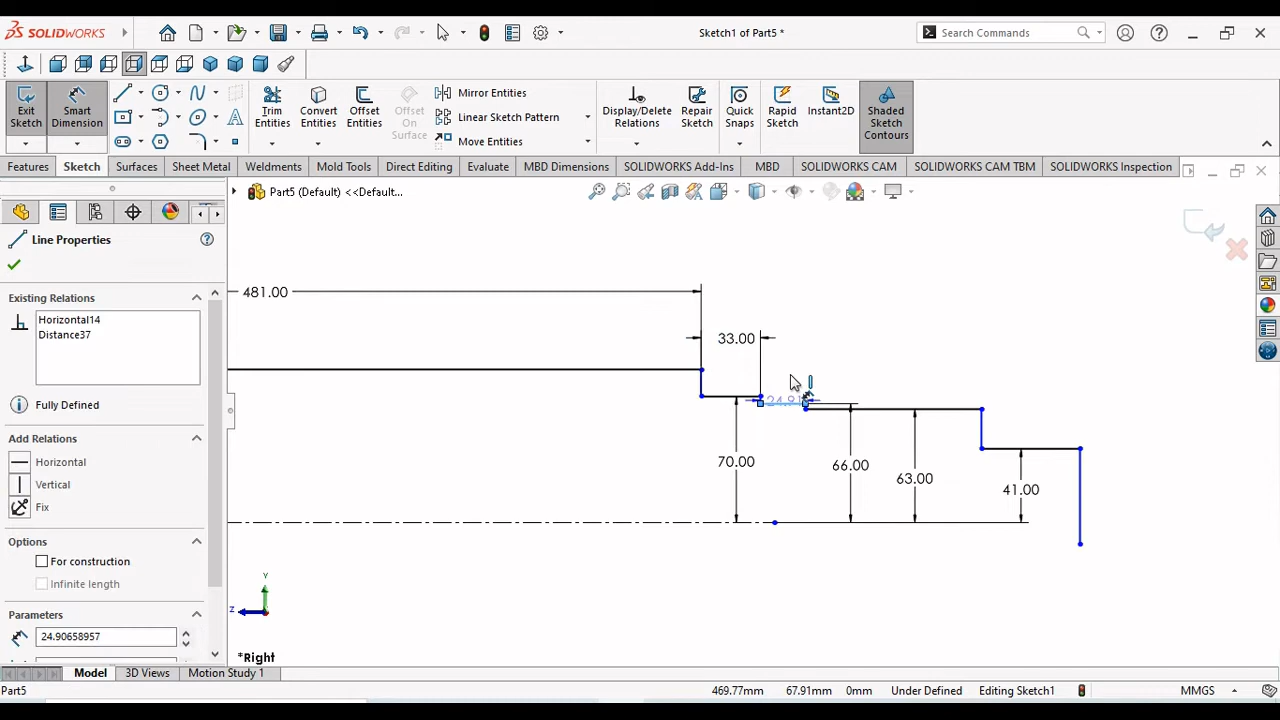 SOLIDWORKS
Sketch1 of Part5 *
Search Commands
Exit Sketch
Smart Dimension
Trim Entities
Convert Entities
Offset Entities
Offset On Surface
Mirror Entities
Linear Sketch Pattern
Move Entities
Display/Delete Relations
Repair Sketch
Quick Snaps
Rapid Sketch
Instant2D
Shaded Sketch Contours
Features
Sketch
Surfaces
Sheet Metal
Weldments
Mold Tools
Direct Editing
Evaluate
MBD Dimensions
SOLIDWORKS Add-Ins
MBD
SOLIDWORKS CAM
SOLIDWORKS CAM TBM
SOLIDWORKS Inspection
Part5 (Default) <<Default...
Line Properties
Existing Relations
Horizontal14
Distance37
Fully Defined
Add Relations
Horizontal
Vertical
Fix
Options
For construction
Infinite length
Parameters
24.90658957
481.00
33.00
70.00
66.00
63.00
41.00
Y
Z
*Right
Model
3D Views
Motion Study 1
Part5
469.77mm
67.91mm
0mm
Under Defined
Editing Sketch1
MMGS